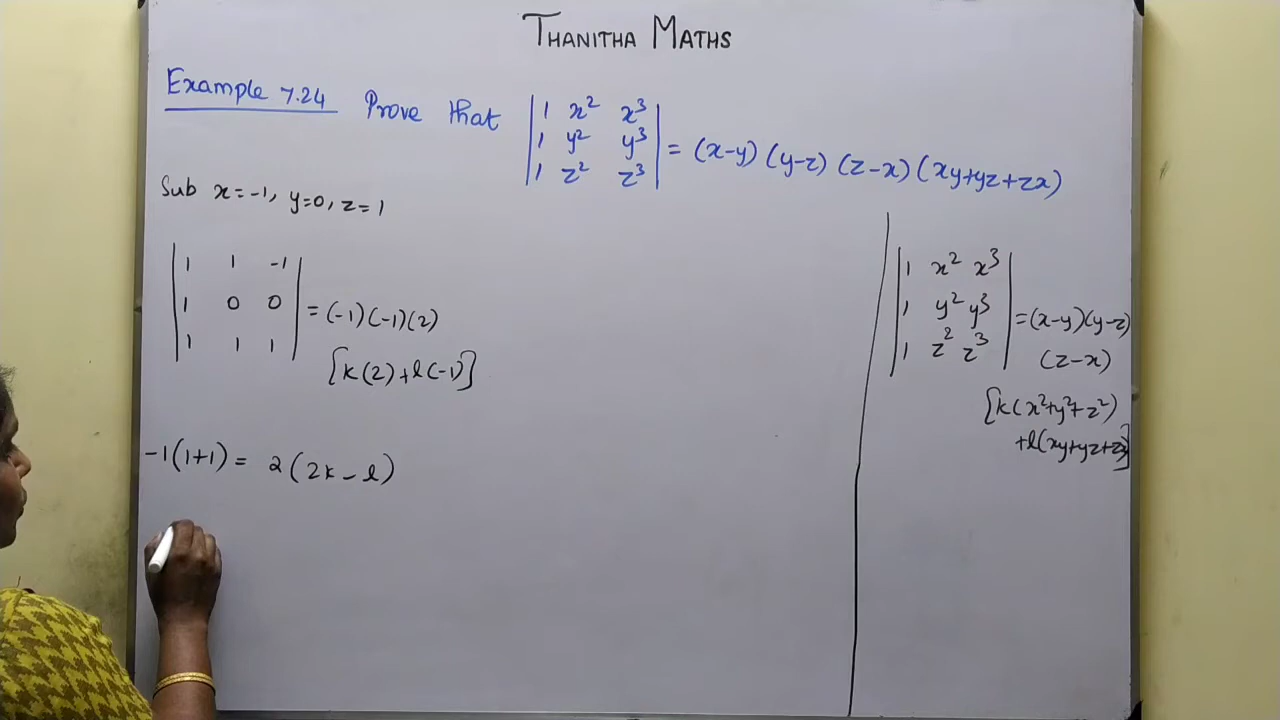 THANITHA MATHS
Example 7.24 Prove that | 1 x² x³ |
| 1 y² y³ | = (x-y) (y-z) (z-x) (xy+yz+zx)
| 1 z² z³ |
Sub x=-1, y=0, z=1
| 1 1 -1 |
| 1 0 0 | = (-1)(-1)(2)
| 1 1 1 |
[k(2)+l(-1)]
-1(1+1) = 2(2k-l)
| 1 x² x³ |
| 1 y² y³ | =(x-y)(y-z)
| 1 z² z³ | (z-x)
[k(x²+y²+z²)
+l(xy+yz+zx)]